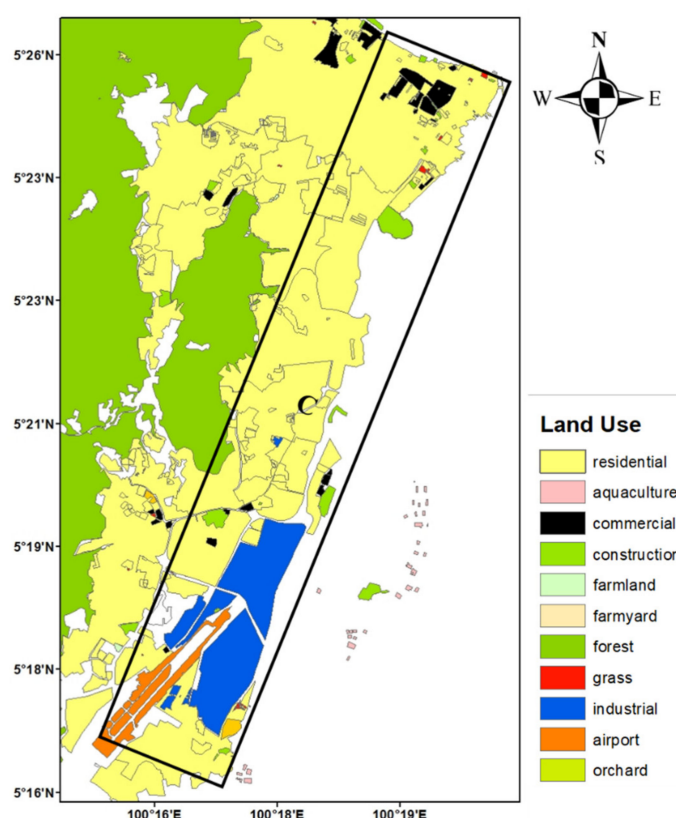 N
W E
S
5°26'N
5°23'N
5°23'N
5°21'N
5°19'N
5°18'N
5°16'N
C
100°16'E 100°18'E 100°19'E
Land Use
residential
aquaculture
commercial
construction
farmland
farmyard
forest
grass
industrial
airport
orchard